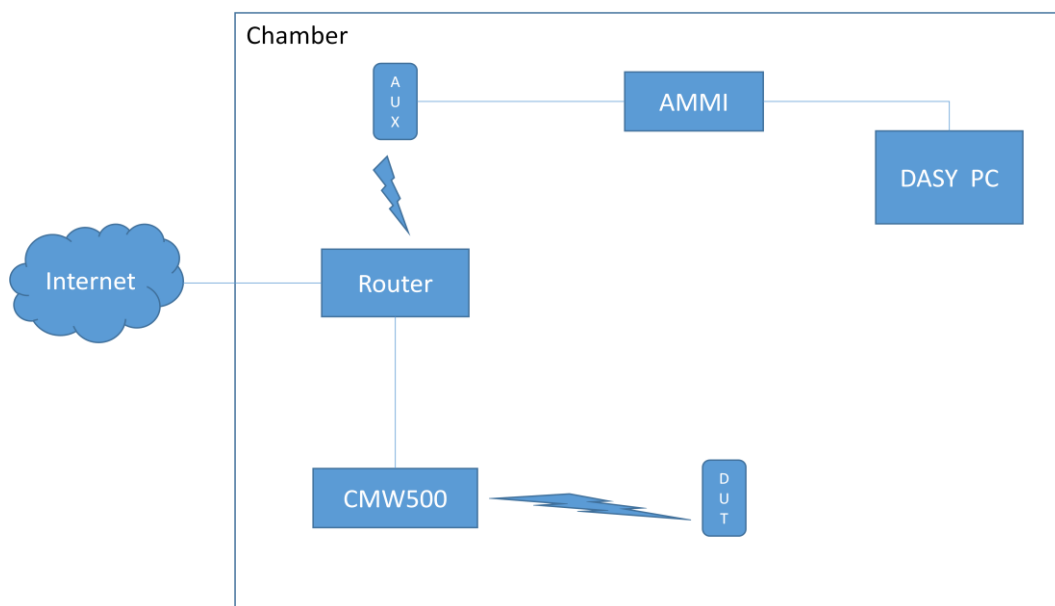 Chamber
A
U
X
AMMI
DASY PC
Internet
Router
CMW500
D
U
T